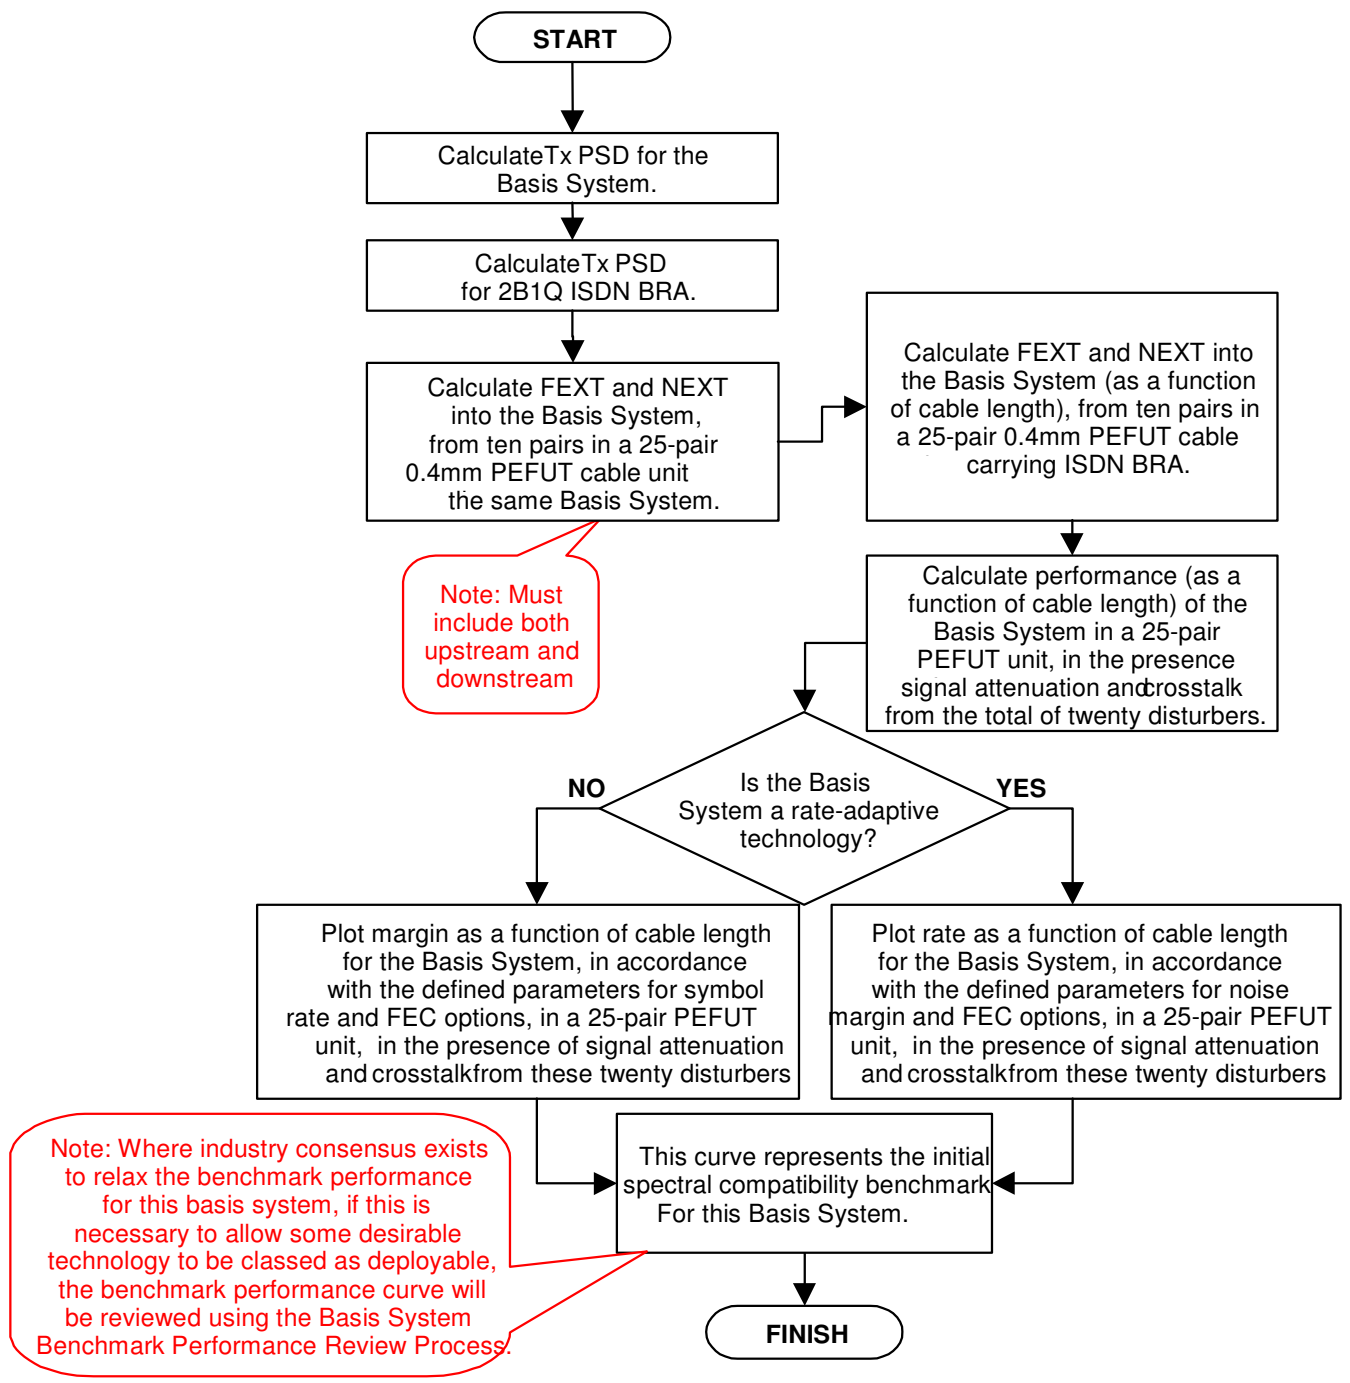 START
CalculateTx PSD for the
Basis System.
CalculateTx PSD
for 2B1Q ISDN BRA.
Calculate FEXT and NEXT
into the Basis System,
from ten pairs in a 25-pair
0.4mm PEFUT cable unit
the same Basis System.
Note: Must
include both
upstream and
downstream
Calculate FEXT and NEXT into
the Basis System (as a function
of cable length), from ten pairs in
a 25-pair 0.4mm PEFUT cable
carrying ISDN BRA.
Calculate performance (as a
function of cable length) of the
Basis System in a 25-pair
PEFUT unit, in the presence
signal attenuation andcrosstalk
from the total of twenty disturbers.
Is the Basis
System a rate-adaptive
technology?
NO
YES
Plot margin as a function of cable length
for the Basis System, in accordance
with the defined parameters for symbol
rate and FEC options, in a 25-pair PEFUT
unit, in the presence of signal attenuation
and crosstalkfrom these twenty disturbers
Plot rate as a function of cable length
for the Basis System, in accordance
with the defined parameters for noise
margin and FEC options, in a 25-pair PEFUT
unit, in the presence of signal attenuation
and crosstalkfrom these twenty disturbers
This curve represents the initial
spectral compatibility benchmark
For this Basis System.
Note: Where industry consensus exists
to relax the benchmark performance
for this basis system, if this is
necessary to allow some desirable
technology to be classed as deployable,
the benchmark performance curve will
be reviewed using the Basis System
Benchmark Performance Review Process.
FINISH